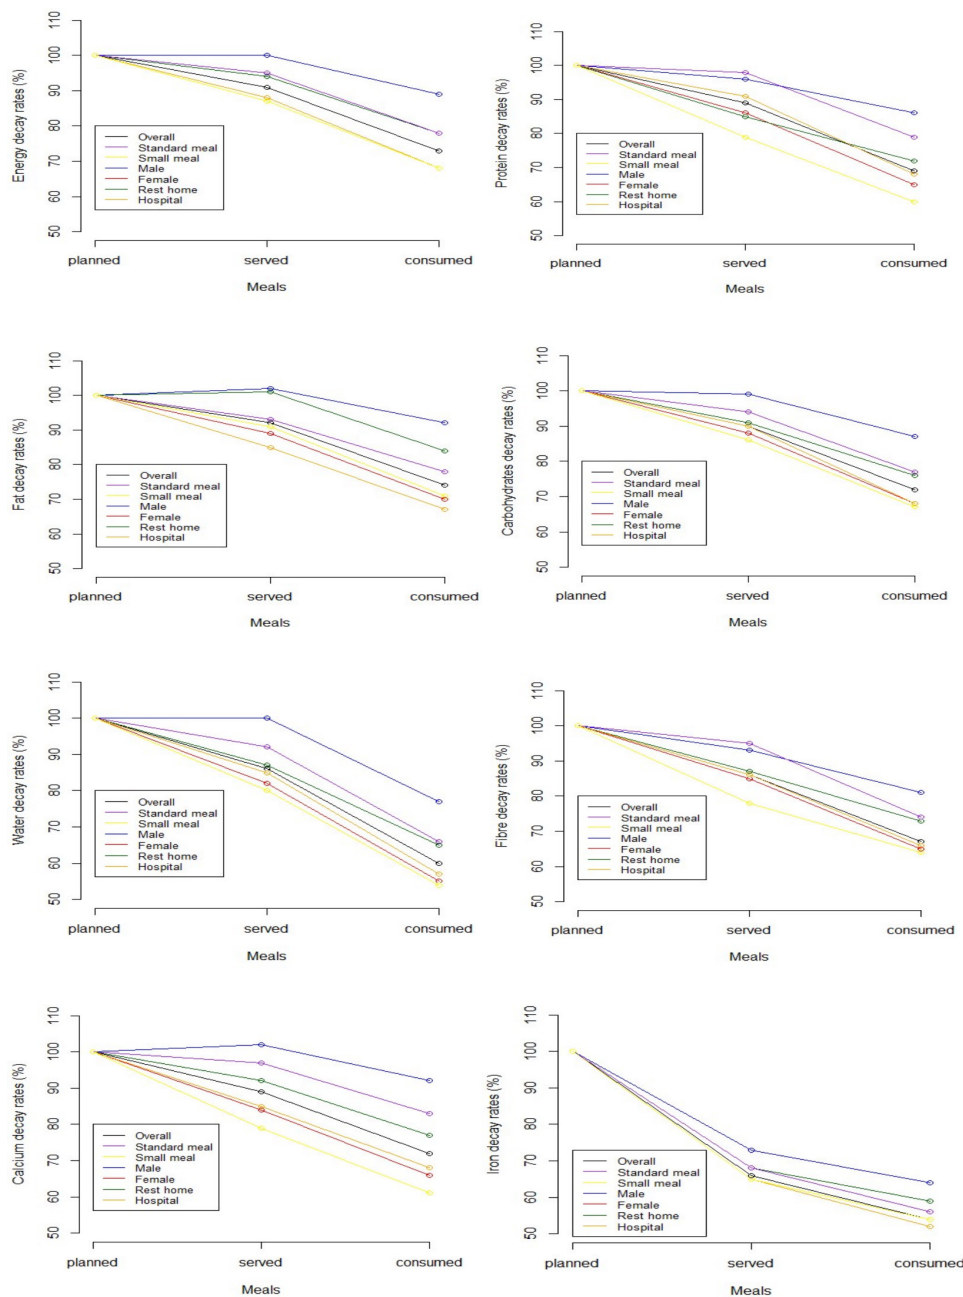 Energy decay rates (%)
50 60 70 80 90 100 110
Overall
Standard meal
Small meal
Male
Female
Rest home
Hospital
planned served consumed
Meals
Protein decay rates (%)
50 60 70 80 90 100 110
Overall
Standard meal
Small meal
Male
Female
Rest home
Hospital
planned served consumed
Meals
Fat decay rates (%)
50 60 70 80 90 100 110
Overall
Standard meal
Small meal
Male
Female
Rest home
Hospital
planned served consumed
Meals
Carbohydrates decay rates (%)
50 60 70 80 90 100 110
Overall
Standard meal
Small meal
Male
Female
Rest home
Hospital
planned served consumed
Meals
Water decay rates (%)
50 60 70 80 90 100 110
Overall
Standard meal
Small meal
Male
Female
Rest home
Hospital
planned served consumed
Meals
Fibre decay rates (%)
50 60 70 80 90 100 110
Overall
Standard meal
Small meal
Male
Female
Rest home
Hospital
planned served consumed
Meals
Calcium decay rates (%)
50 60 70 80 90 100 110
Overall
Standard meal
Small meal
Male
Female
Rest home
Hospital
planned served consumed
Meals
Iron decay rates (%)
50 60 70 80 90 100 110
Overall
Standard meal
Small meal
Male
Female
Rest home
Hospital
planned served consumed
Meals